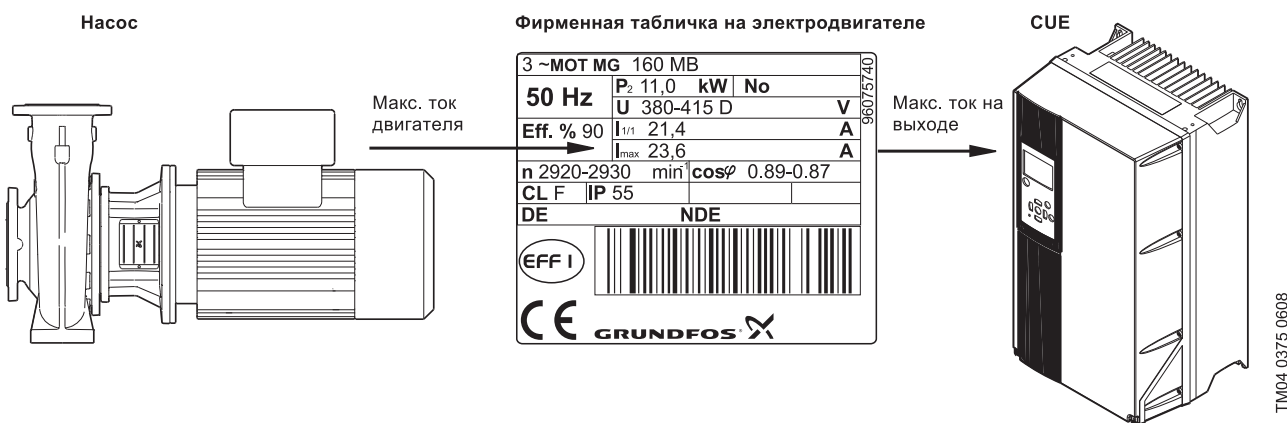 Насос
Фирменная табличка на электродвигателе
CUE
Макс. ток
двигателя
3 ~MOT MG 160 MB
50 Hz
P₂ 11,0 kW No
U 380-415 D V
Eff. % 90
I1/1 21,4 A
Imax 23,6 A
n 2920-2930 min¹ cosφ 0.89-0.87
CL F IP 55
DE NDE
EFF I
CE GRUNDFOS
96075740
Макс. ток на
выходе
TM04 0375 0608